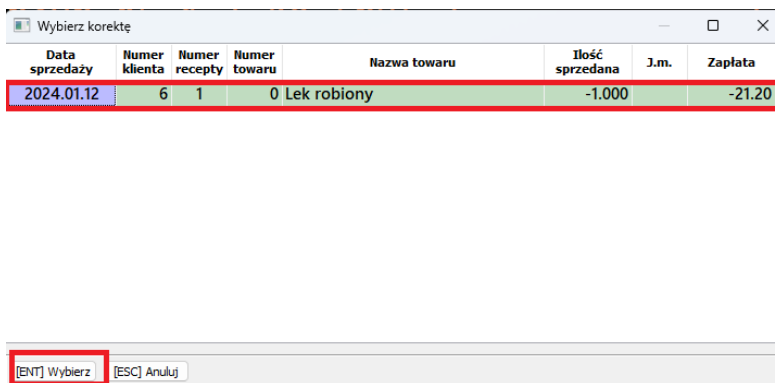 Wybierz korektę
Data sprzedaży Numer klienta Numer recepty Numer towaru Nazwa towaru Ilość sprzedana J.m. Zapłata
2024.01.12 6 1 0 Lek robiony -1.000 -21.20
[ENT] Wybierz [ESC] Anuluj